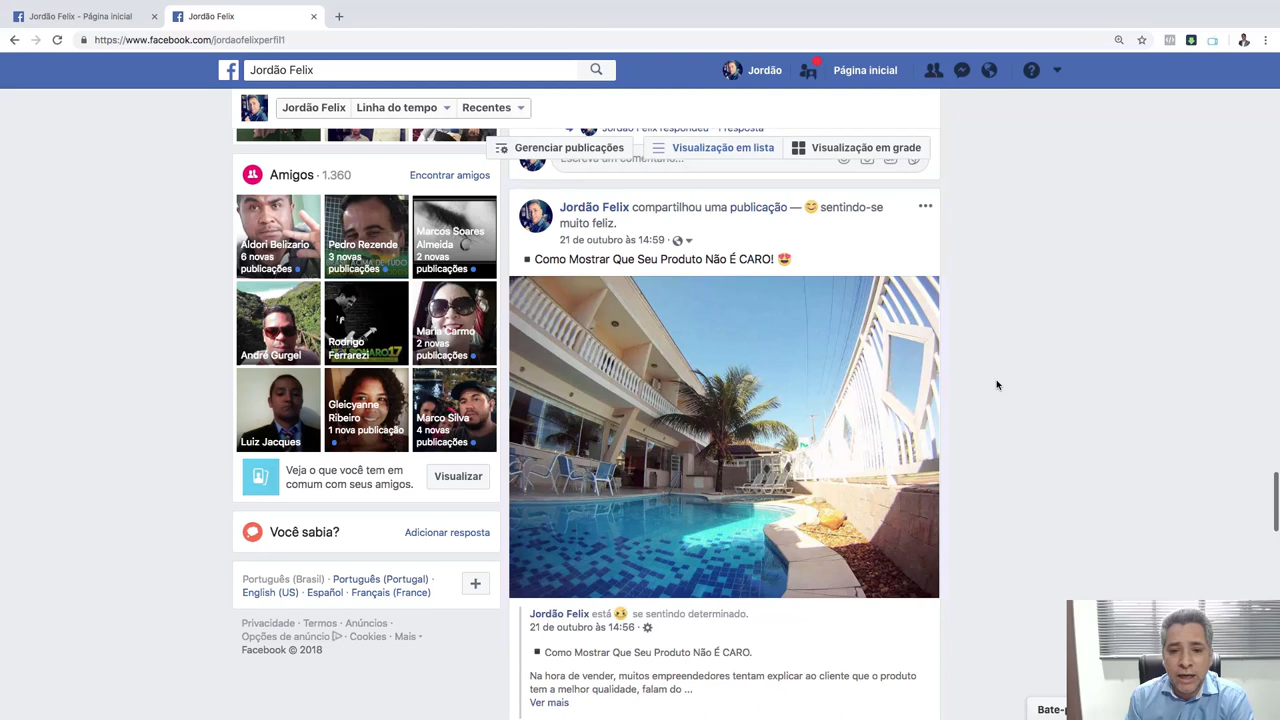 Jordão Felix - Página inicial
Jordão Felix
https://www.facebook.com/jordaofelixperfil1
Jordão Felix
Jordão
Página inicial
Jordão Felix
Linha do tempo
Recentes
Jordão Felix responded · 1 resposta
Gerenciar publicações
Visualização em lista
Visualização em grade
Escreva um comentário...
Amigos · 1.360
Encontrar amigos
Aldori Belizario
6 novas
publicações
Pedro Rezende
3 novas
publicações
Marcos Soares
Almeida
2 novas
publicações
André Gurgel
Rodrigo
Ferrarezi
Maria Carmo
2 novas
publicações
Luiz Jacques
Gleicyanne
Ribeiro
1 nova publicação
Marco Silva
4 novas
publicações
Veja o que você tem em
comum com seus amigos.
Visualizar
Você sabia?
Adicionar resposta
Português (Brasil) · Português (Portugal) ·
English (US) · Español · Français (France)
Privacidade · Termos · Anúncios ·
Opções de anúncio · Cookies · Mais
Facebook © 2018
Jordão Felix compartilhou uma publicação — 😊 sentindo-se
muito feliz.
21 de outubro às 14:59 ·
▪ Como Mostrar Que Seu Produto Não É CARO! 😍
Jordão Felix está se sentindo determinado.
21 de outubro às 14:56 ·
▪ Como Mostrar Que Seu Produto Não É CARO.
Na hora de vender, muitos empreendedores tentam explicar ao cliente que o produto
tem a melhor qualidade, falam do ...
Ver mais